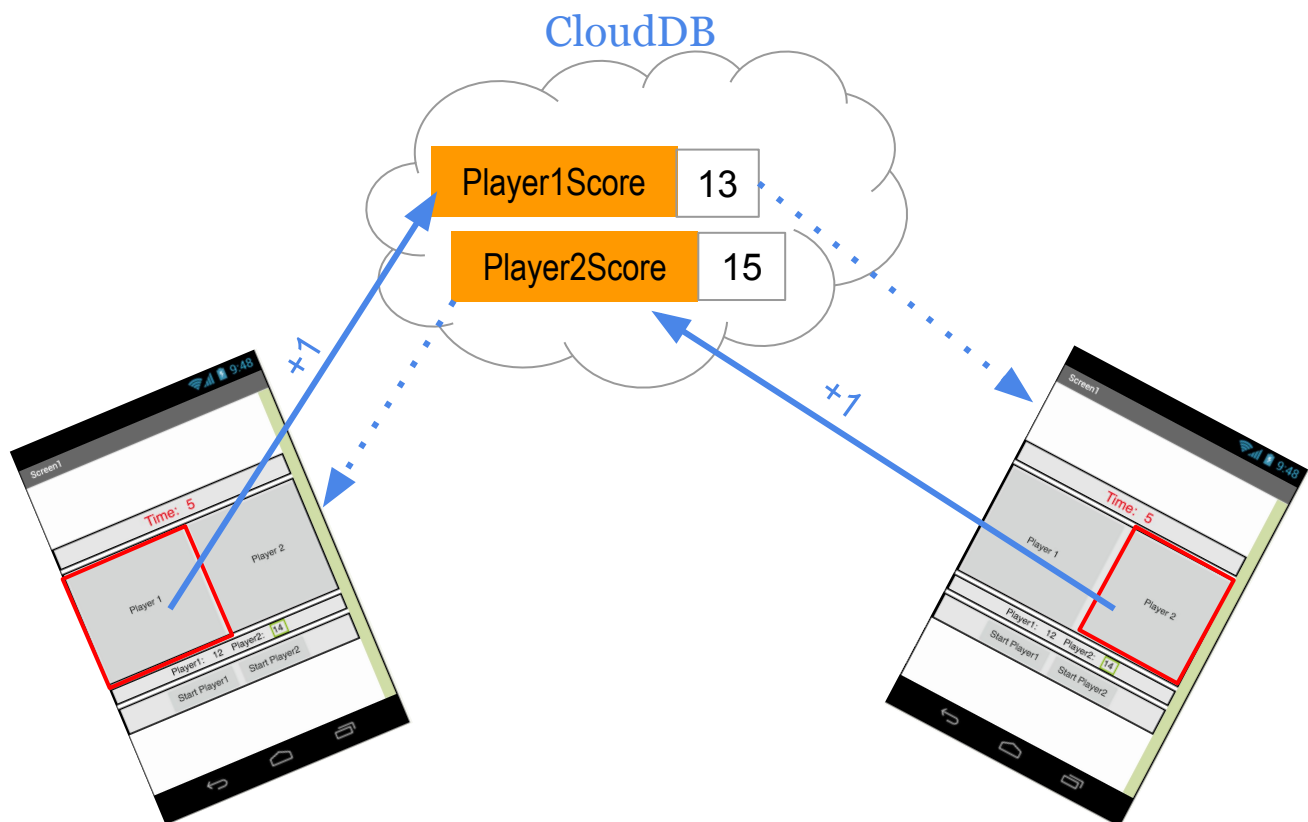 CloudDB
Player1Score 13
Player2Score 15
+1
+1
9:48
Screen1
Time: 5
Player 1
Player 2
Player1: 12 Player2: 14
Start Player1 Start Player2
Screen1
9:48
Time: 5
Player 1
Player 2
Player1: 12 Player2: 14
Start Player1 Start Player2